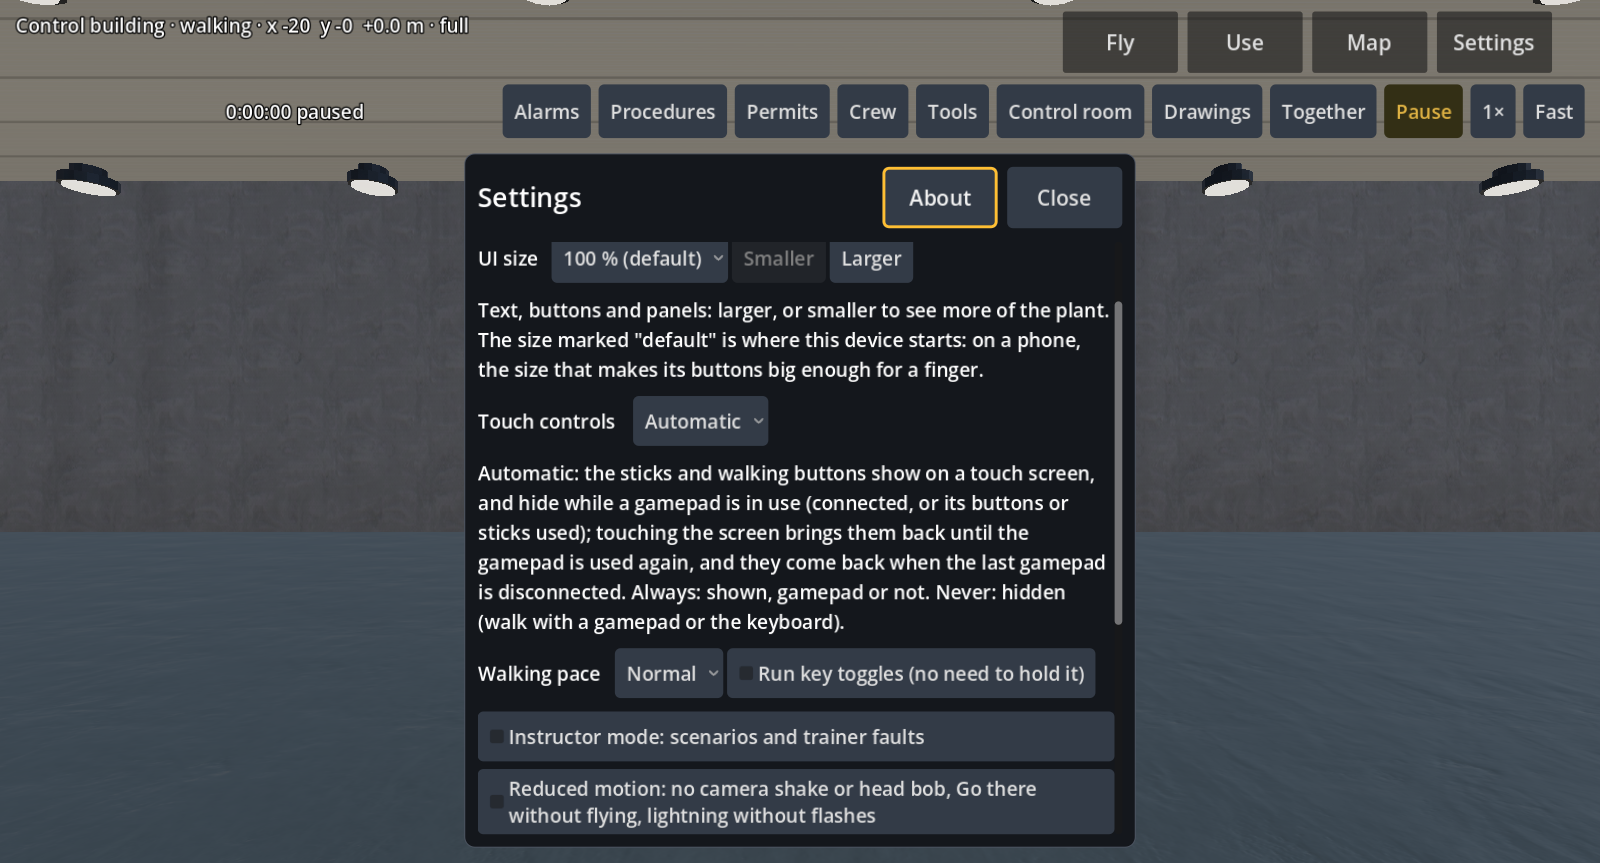 Control building · walking · x -20 y -0 +0.0 m · full
Fly
Use
Map
Settings
0:00:00 paused
Alarms
Procedures
Permits
Crew
Tools
Control room
Drawings
Together
Pause
1×
Fast
Settings
About
Close
UI size
100 % (default)
Smaller
Larger
Text, buttons and panels: larger, or smaller to see more of the plant.
The size marked "default" is where this device starts: on a phone,
the size that makes its buttons big enough for a finger.
Touch controls
Automatic
Automatic: the sticks and walking buttons show on a touch screen,
and hide while a gamepad is in use (connected, or its buttons or
sticks used); touching the screen brings them back until the
gamepad is used again, and they come back when the last gamepad
is disconnected. Always: shown, gamepad or not. Never: hidden
(walk with a gamepad or the keyboard).
Walking pace
Normal
Run key toggles (no need to hold it)
Instructor mode: scenarios and trainer faults
Reduced motion: no camera shake or head bob, Go there
without flying, lightning without flashes